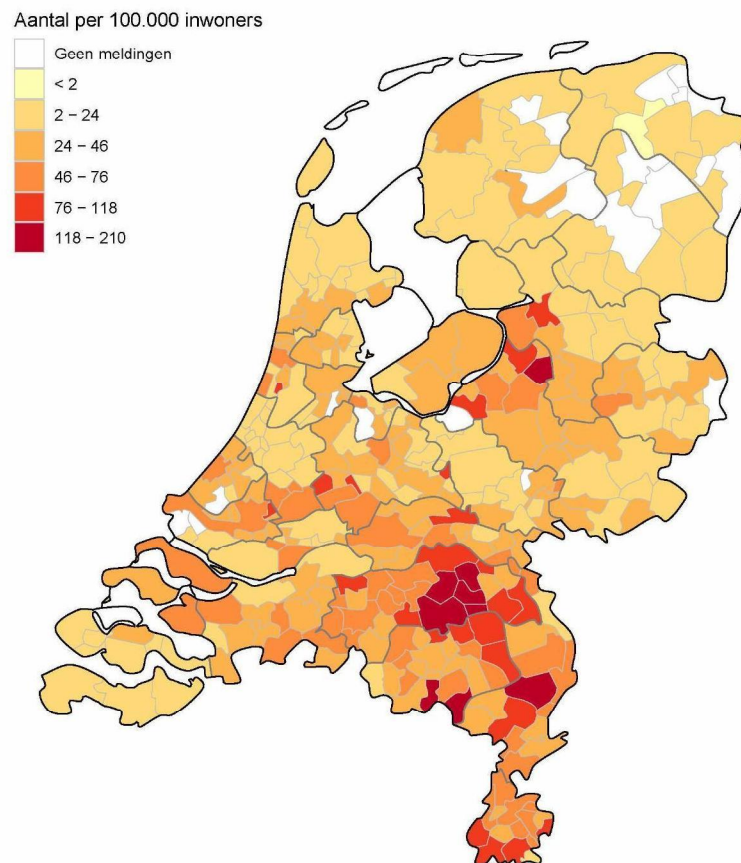 Aantal per 100.000 inwoners
Geen meldingen
< 2
2 – 24
24 – 46
46 – 76
76 – 118
118 – 210